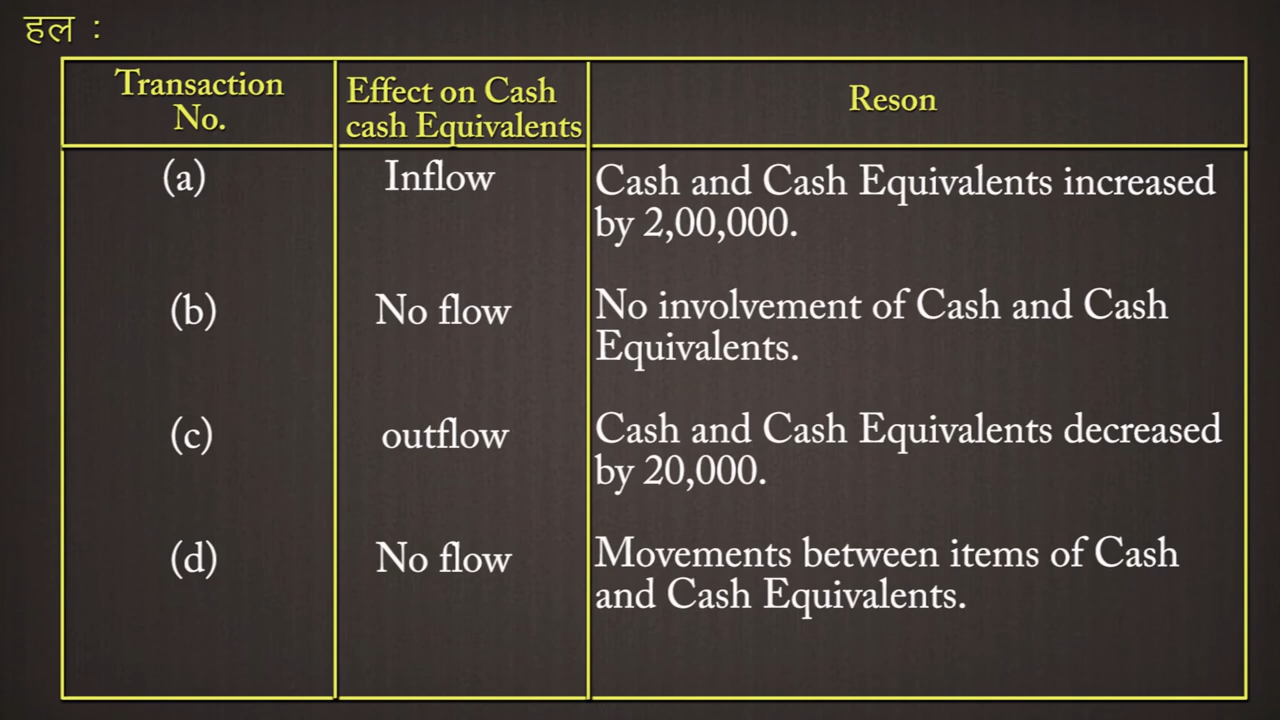 हल :
Transaction
No.
Effect on Cash
cash Equivalents
Reson
(a)
Inflow
Cash and Cash Equivalents increased
by 2,00,000.
(b)
No flow
No involvement of Cash and Cash
Equivalents.
(c)
outflow
Cash and Cash Equivalents decreased
by 20,000.
(d)
No flow
Movements between items of Cash
and Cash Equivalents.